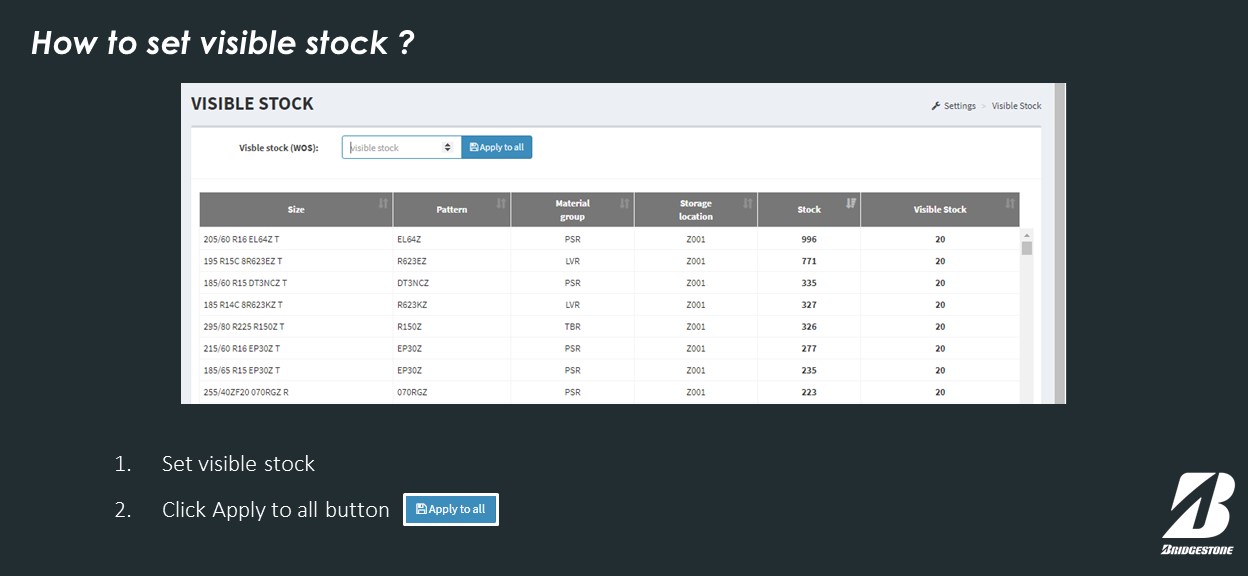 How to set visible stock ?
VISIBLE STOCK
Settings > Visible Stock
Visble stock (WOS):
visible stock
Apply to all
Size Pattern Material group Storage location Stock Visible Stock
205/60 R16 EL64Z T EL64Z PSR Z001 996 20
195 R15C 8R623EZ T R623EZ LVR Z001 771 20
185/60 R15 DT3NCZ T DT3NCZ PSR Z001 335 20
185 R14C 8R623KZ T R623KZ LVR Z001 327 20
295/80 R225 R150Z T R150Z TBR Z001 326 20
215/60 R16 EP30Z T EP30Z PSR Z001 277 20
185/65 R15 EP30Z T EP30Z PSR Z001 235 20
255/40ZF20 070RGZ R 070RGZ PSR Z001 223 20
1. Set visible stock
2. Click Apply to all button Apply to all
BRIDGESTONE